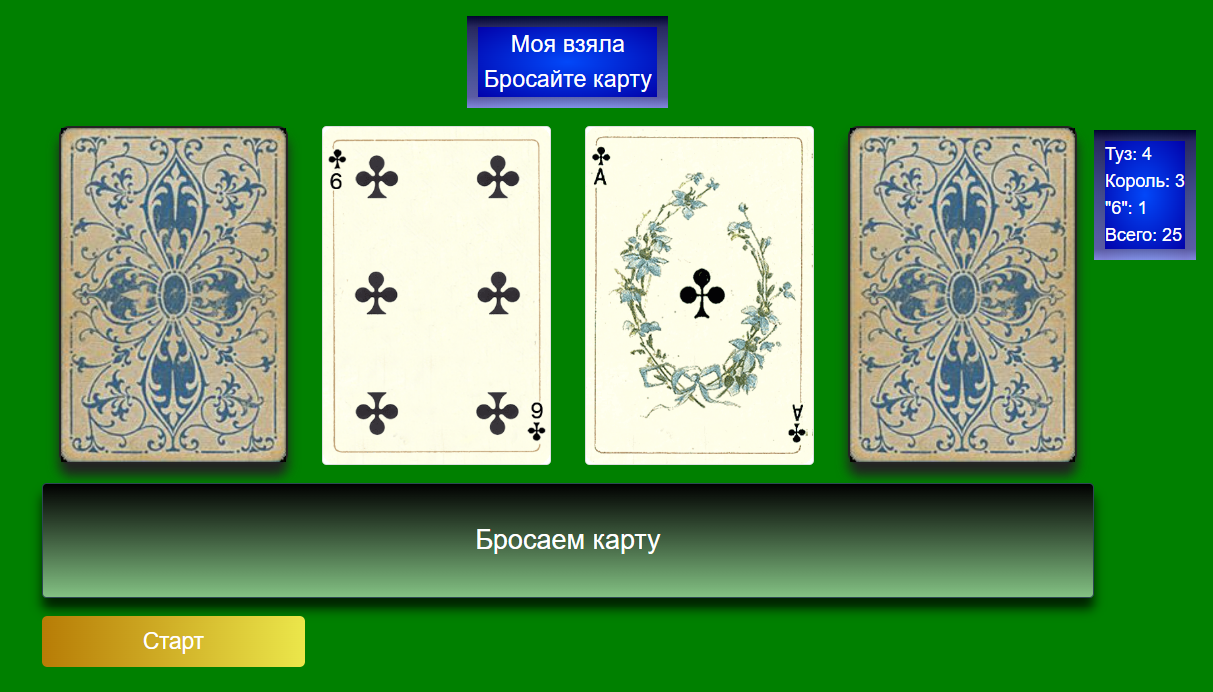 Моя взяла
Бросайте карту
6
6
A
A
Туз: 4
Король: 3
"6": 1
Всего: 25
Бросаем карту
Старт